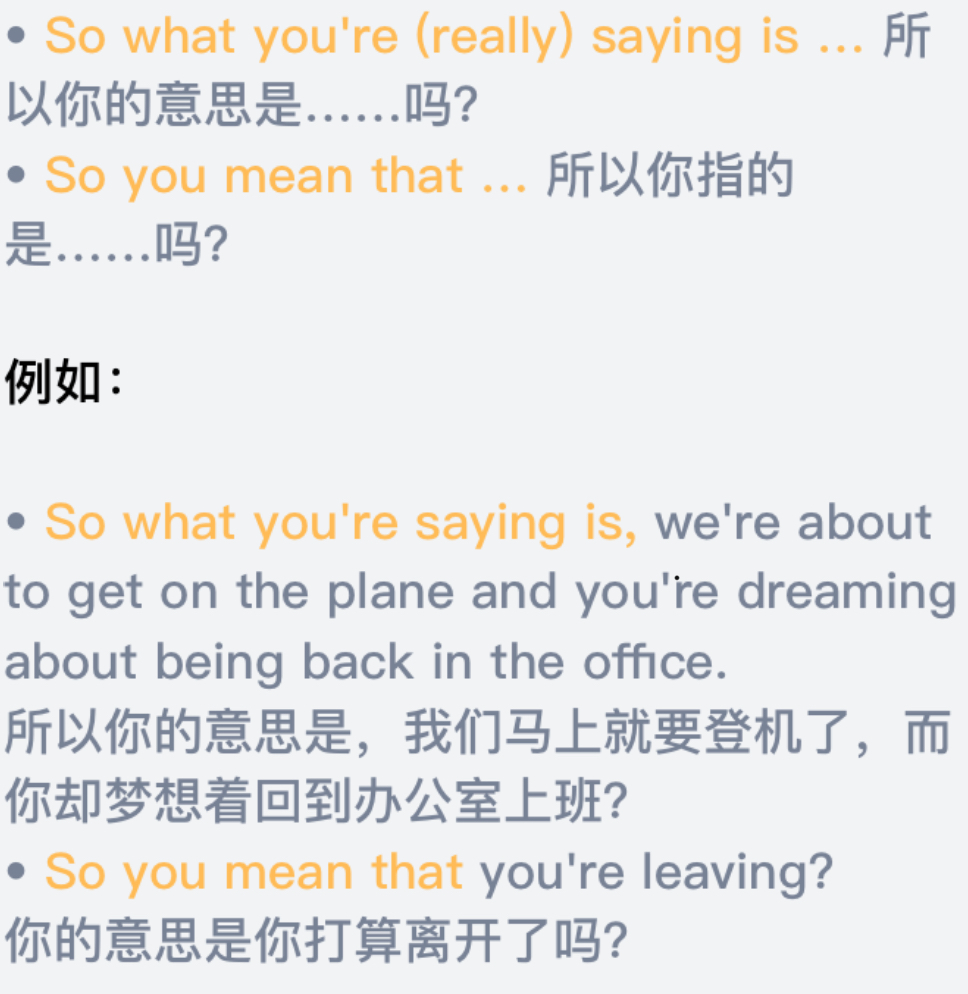 • So what you're (really) saying is ... 所
以你的意思是……吗?
• So you mean that ... 所以你指的
是……吗?
例如：
• So what you're saying is, we're about
to get on the plane and you're dreaming
about being back in the office.
所以你的意思是，我们马上就要登机了，而
你却梦想着回到办公室上班?
• So you mean that you're leaving?
你的意思是你打算离开了吗?